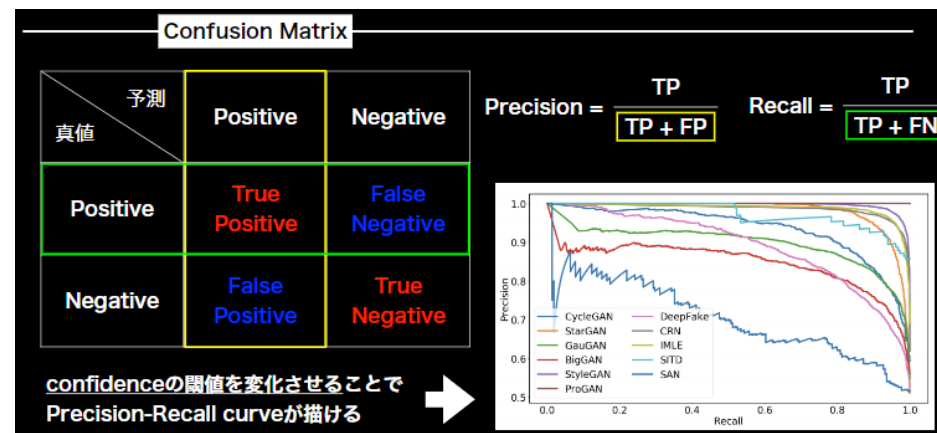 Confusion Matrix
予測
真値
Positive
Negative
Positive
True Positive
False Negative
Negative
False Positive
True Negative
Precision = TP / TP + FP
Recall = TP / TP + FN
confidenceの閾値を変化させることで
Precision-Recall curveが描ける
1.0
0.9
0.8
0.7
0.6
0.5
Precision
CycleGAN
StarGAN
GauGAN
BigGAN
StyleGAN
ProGAN
DeepFake
CRN
IMLE
SITD
SAN
0.0 0.2 0.4 0.6 0.8 1.0
Recall